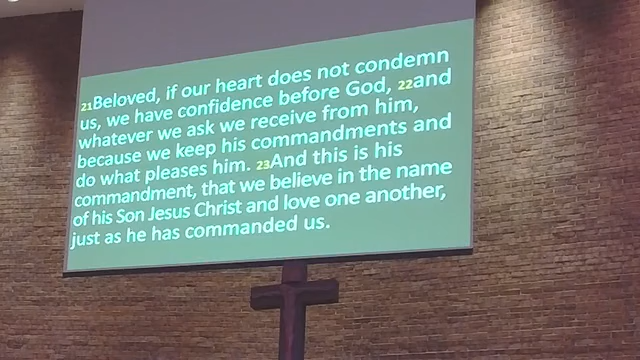 21Beloved, if our heart does not condemn
us, we have confidence before God, 22and
whatever we ask we receive from him,
because we keep his commandments and
do what pleases him. 23And this is his
commandment, that we believe in the name
of his Son Jesus Christ and love one another,
just as he has commanded us.